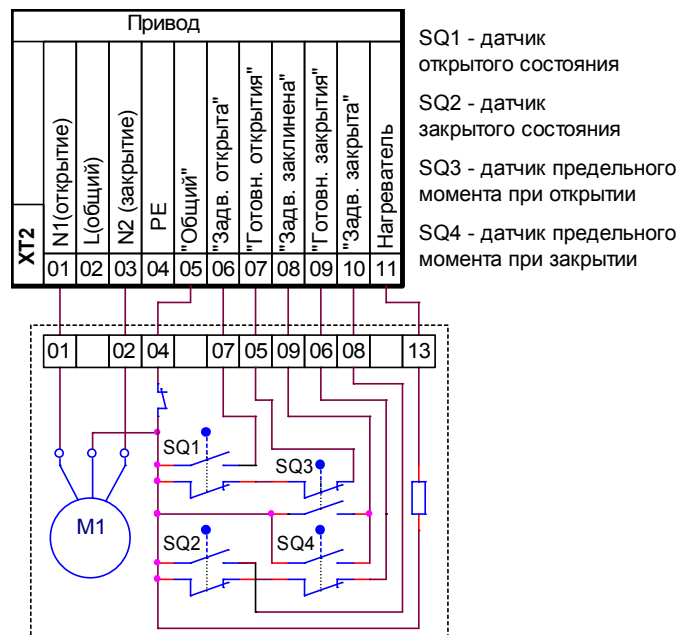 Привод
SQ1 - датчик
открытого состояния
SQ2 - датчик
закрытого состояния
SQ3 - датчик предельного
момента при открытии
SQ4 - датчик предельного
момента при закрытии
XT2
N1(открытие)
L(общий)
N2 (закрытие)
PE
"Общий"
"Задв. открыта"
"Готовн. открытия"
"Задв. заклинена"
"Готовн. закрытия"
"Задв. закрыта"
Нагреватель
01 02 03 04 05 06 07 08 09 10 11
01 02 04 07 05 09 06 08 13
SQ1
SQ3
M1
SQ2
SQ4